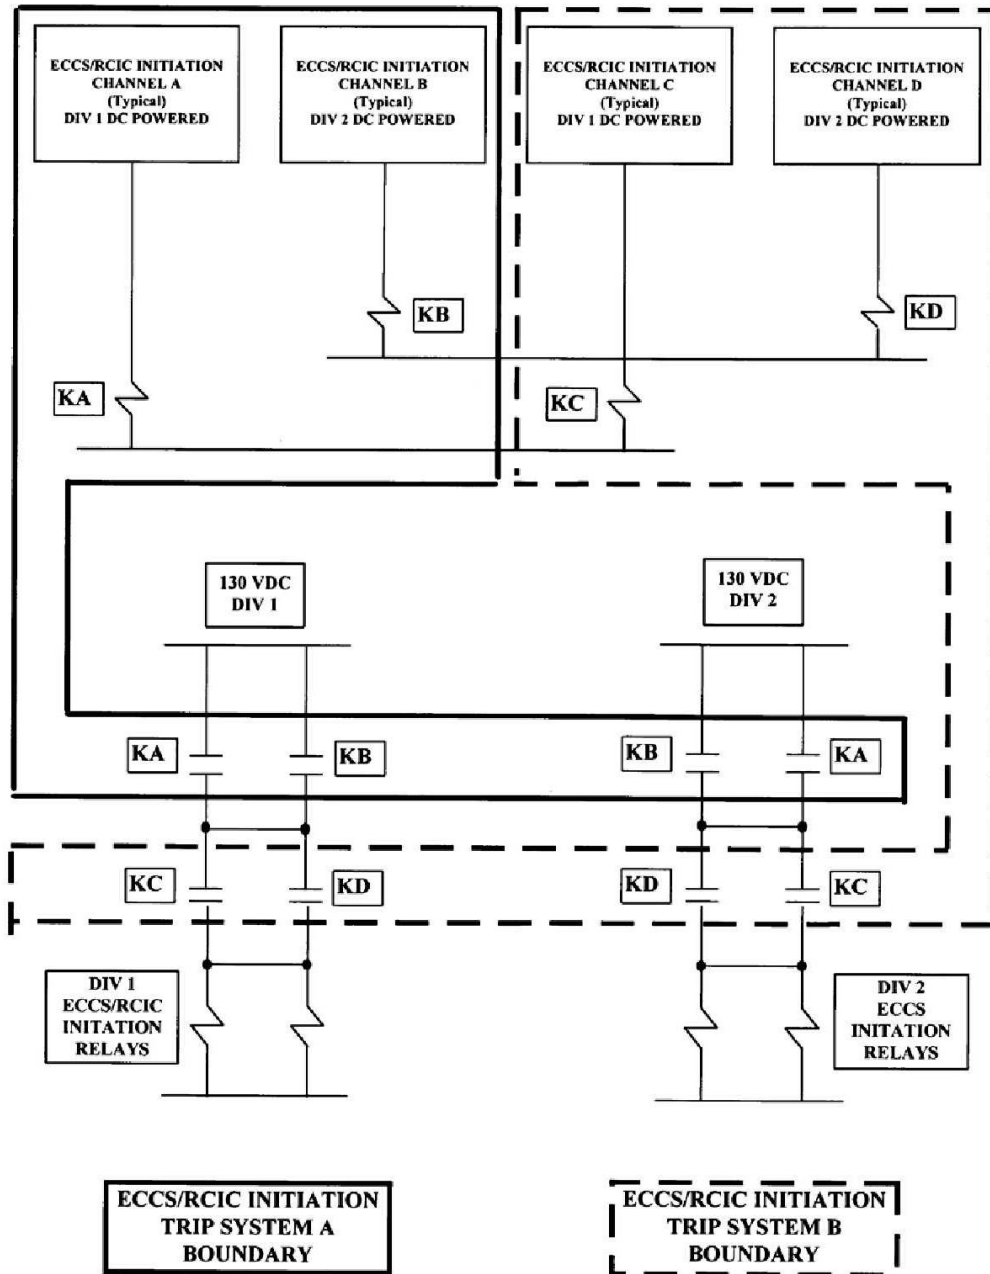 ECCS/RCIC INITIATION
CHANNEL A
(Typical)
DIV 1 DC POWERED
ECCS/RCIC INITIATION
CHANNEL B
(Typical)
DIV 2 DC POWERED
ECCS/RCIC INITIATION
CHANNEL C
(Typical)
DIV 1 DC POWERED
ECCS/RCIC INITIATION
CHANNEL D
(Typical)
DIV 2 DC POWERED
KB
KD
KA
KC
130 VDC
DIV 1
130 VDC
DIV 2
KA
KB
KB
KA
KC
KD
KD
KC
DIV 1
ECCS/RCIC
INITATION
RELAYS
DIV 2
ECCS
INITATION
RELAYS
ECCS/RCIC INITIATION
TRIP SYSTEM A
BOUNDARY
ECCS/RCIC INITIATION
TRIP SYSTEM B
BOUNDARY